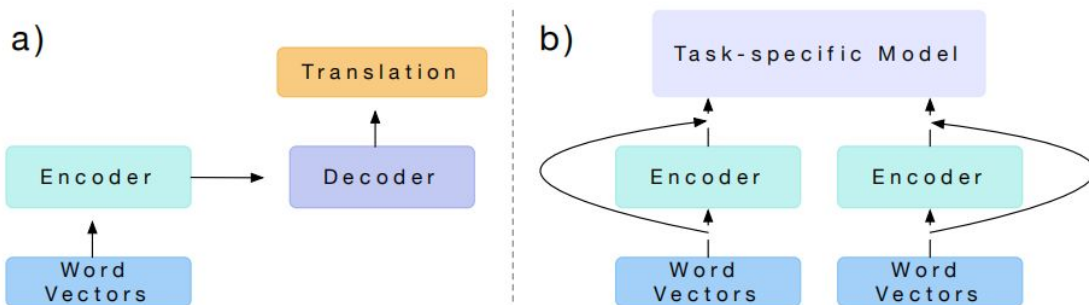 a)
Translation
Encoder
Decoder
Word
Vectors
b)
Task-specific Model
Encoder
Encoder
Word
Vectors
Word
Vectors